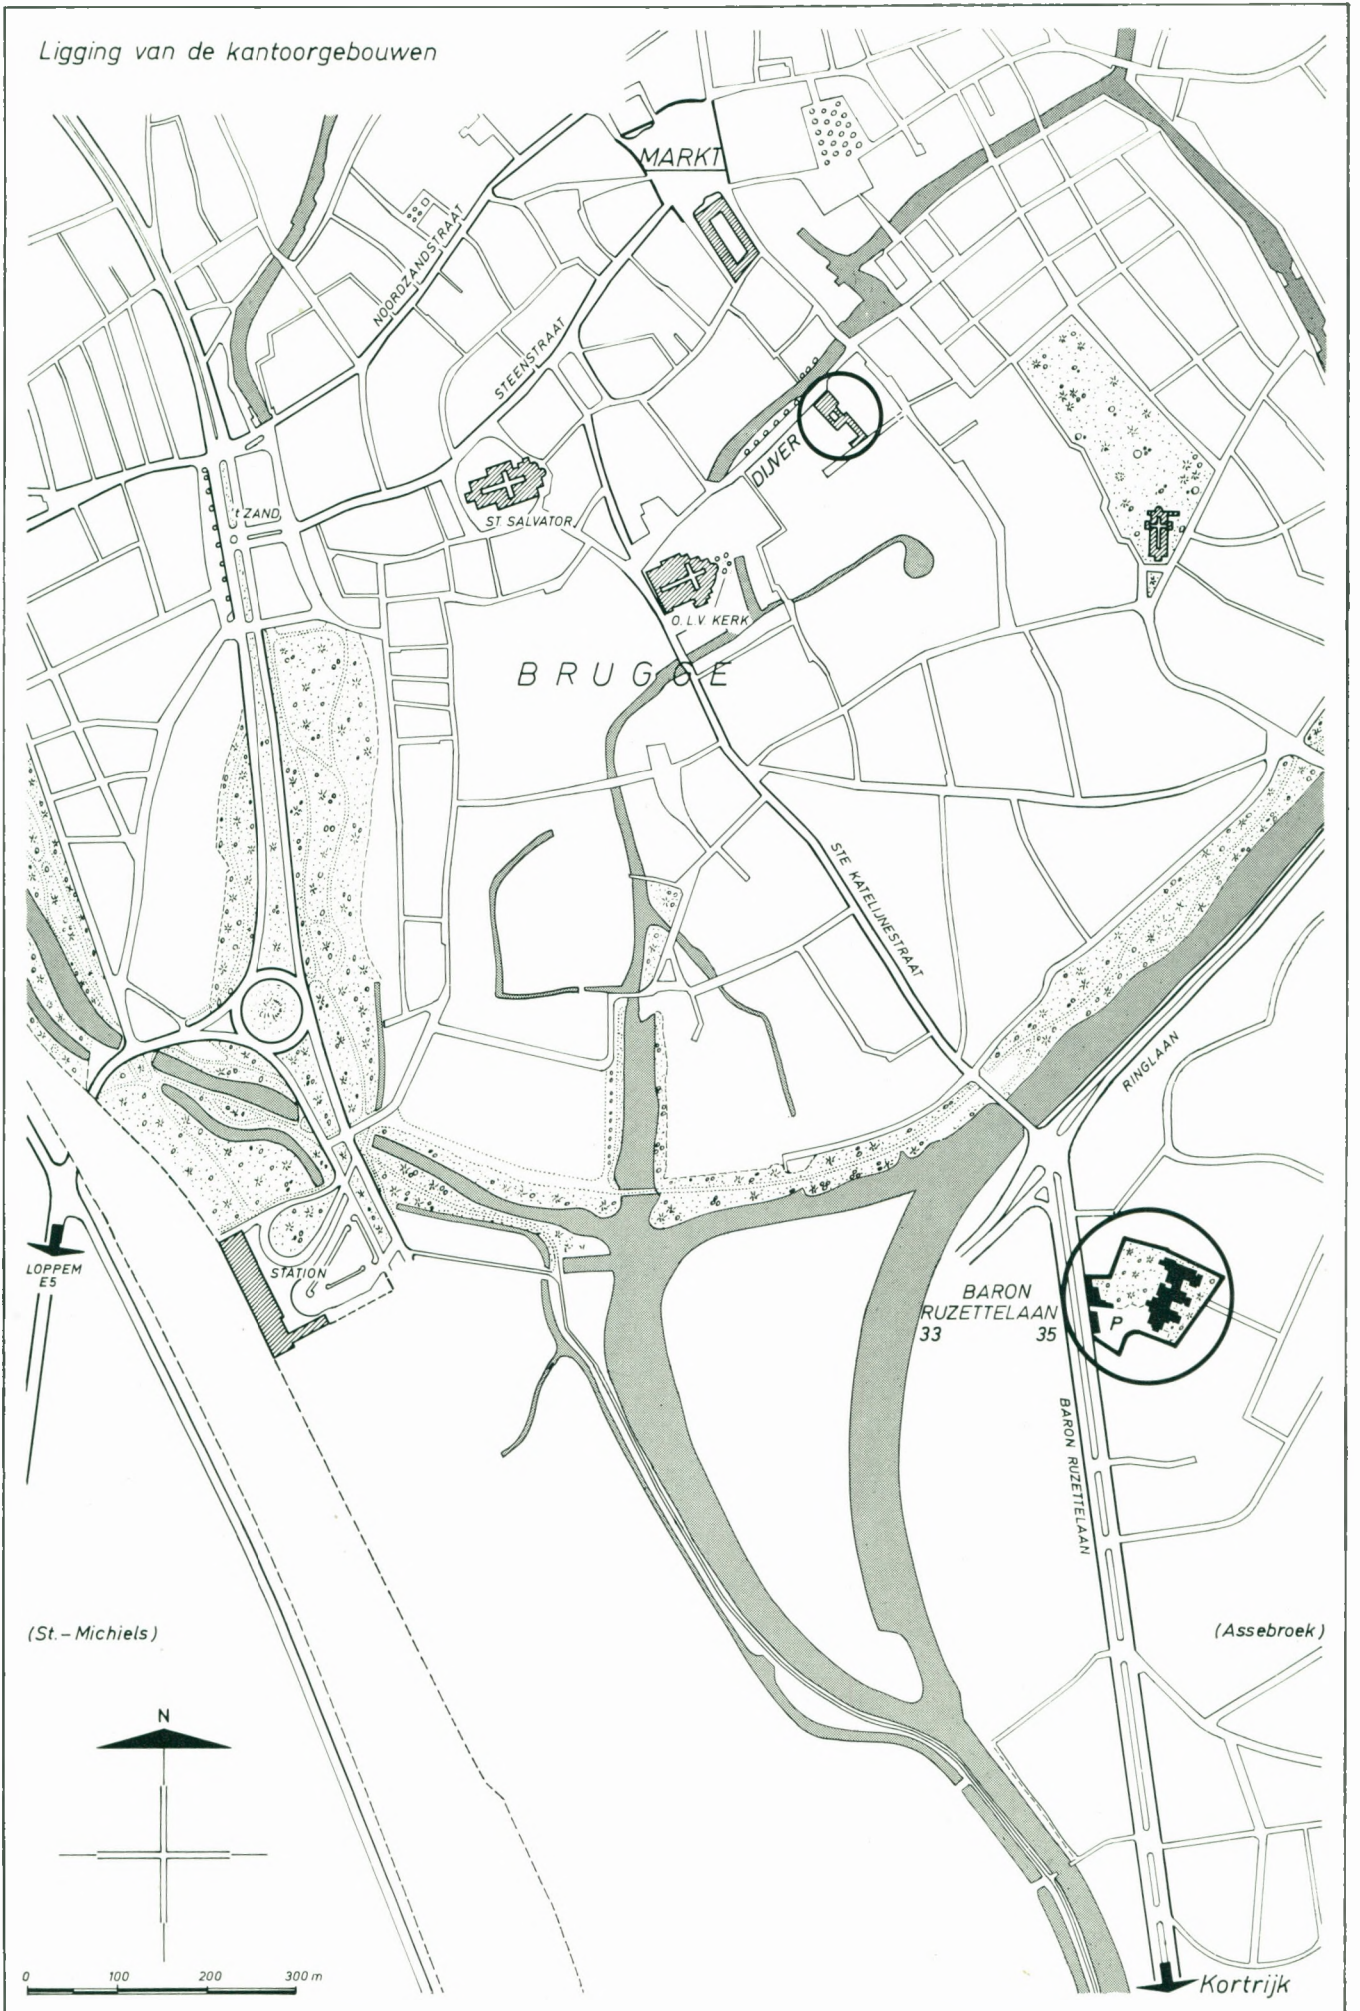 Ligging van de kantoorgebouwen
MARKT
NOORDZANDSTRAAT
STEENSTRAAT
DIJVER
't ZAND
ST. SALVATOR
O.L.V. KERK
BRUGGE
STE KATELIJNESTRAAT
RINGLAAN
LOPPEM
E5
STATION
BARON
RUZETTELAAN
33 35
P
BARON RUZETTELAAN
(St.-Michiels)
(Assebroek)
N
0 100 200 300 m
Kortrijk